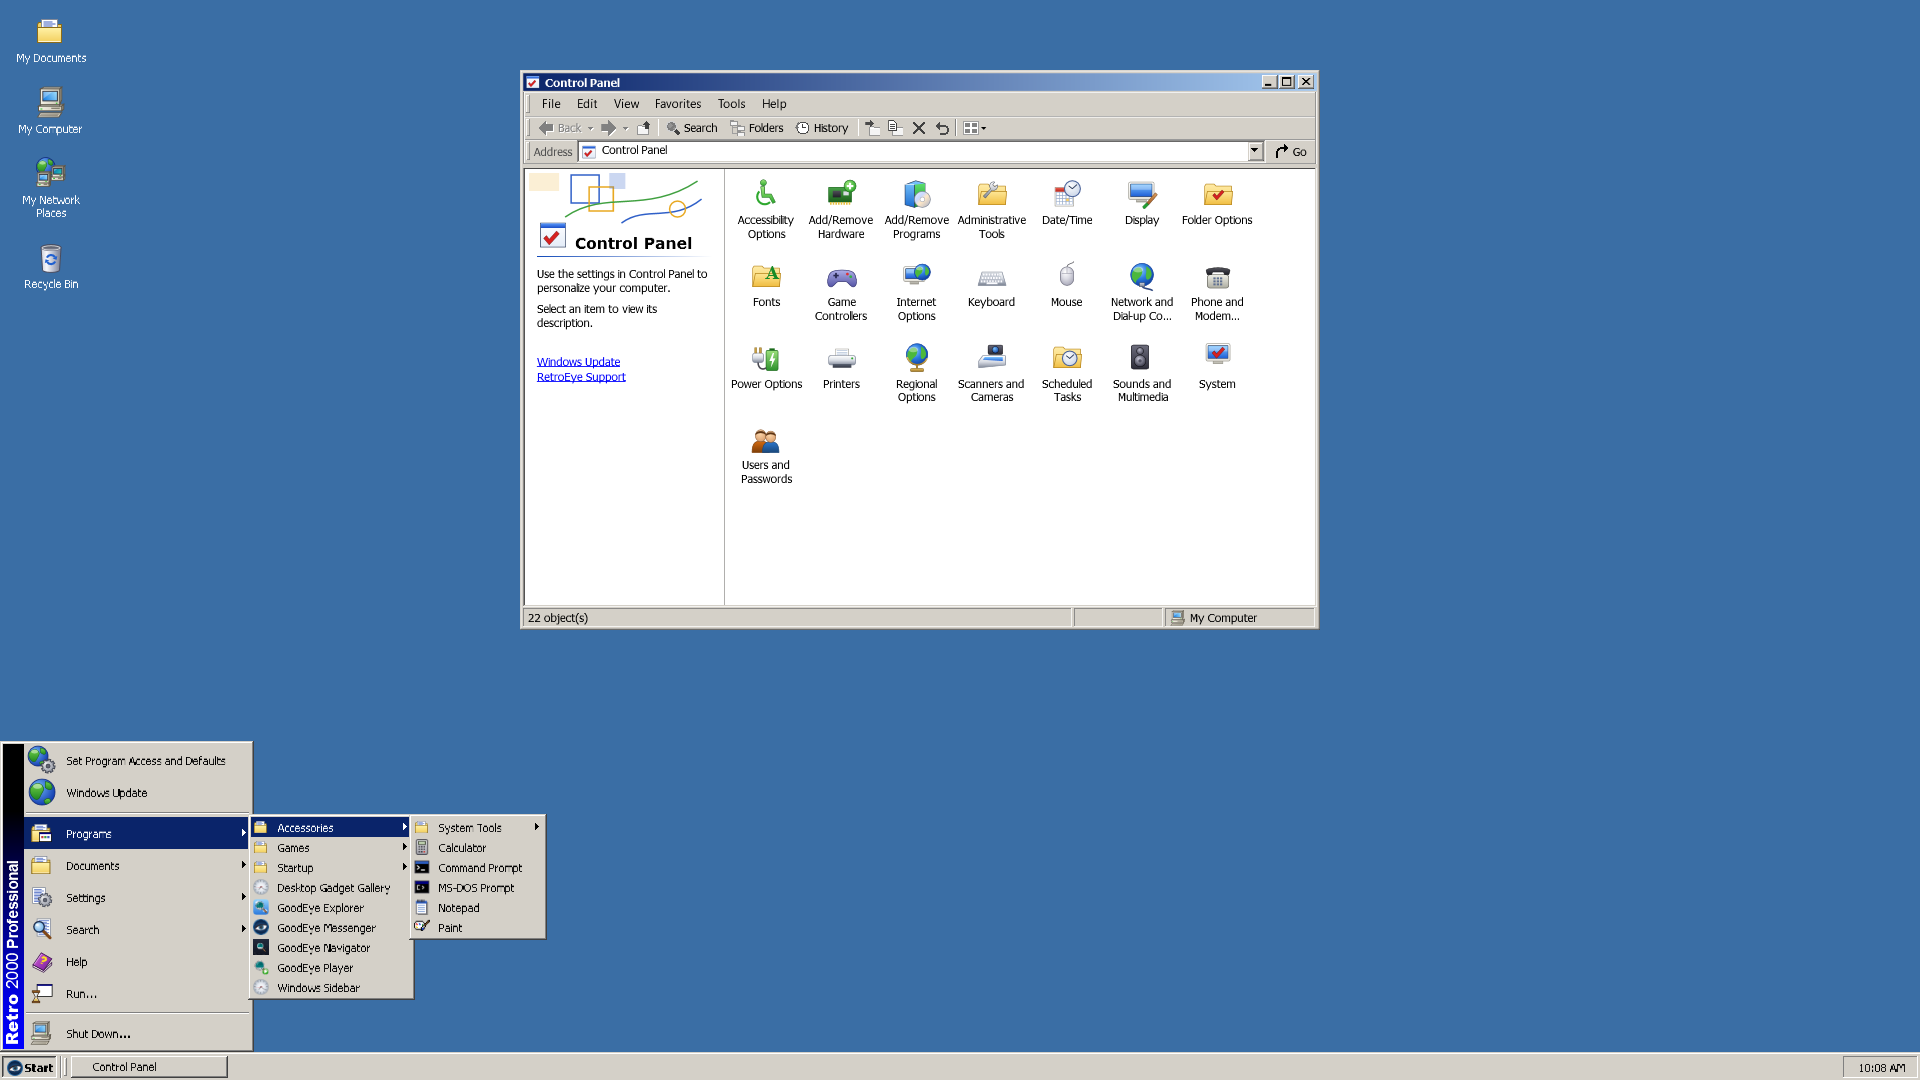 My Documents
My Computer
My Network
Places
Recycle Bin
Control Panel
File Edit View Favorites Tools Help
Back Search Folders History
Address Control Panel Go
Control Panel
Use the settings in Control Panel to
personalize your computer.
Select an item to view its
description.
Windows Update
RetroEye Support
Accessibility
Options
Add/Remove
Hardware
Add/Remove
Programs
Administrative
Tools
Date/Time
Display
Folder Options
Fonts
Game
Controllers
Internet
Options
Keyboard
Mouse
Network and
Dial-up Co...
Phone and
Modem...
Power Options
Printers
Regional
Options
Scanners and
Cameras
Scheduled
Tasks
Sounds and
Multimedia
System
Users and
Passwords
22 object(s)
My Computer
Retro 2000 Professional
Set Program Access and Defaults
Windows Update
Programs
Documents
Settings
Search
Help
Run...
Shut Down...
Accessories
Games
Startup
Desktop Gadget Gallery
GoodEye Explorer
GoodEye Messenger
GoodEye Navigator
GoodEye Player
Windows Sidebar
System Tools
Calculator
Command Prompt
MS-DOS Prompt
Notepad
Paint
Start
Control Panel
10:08 AM